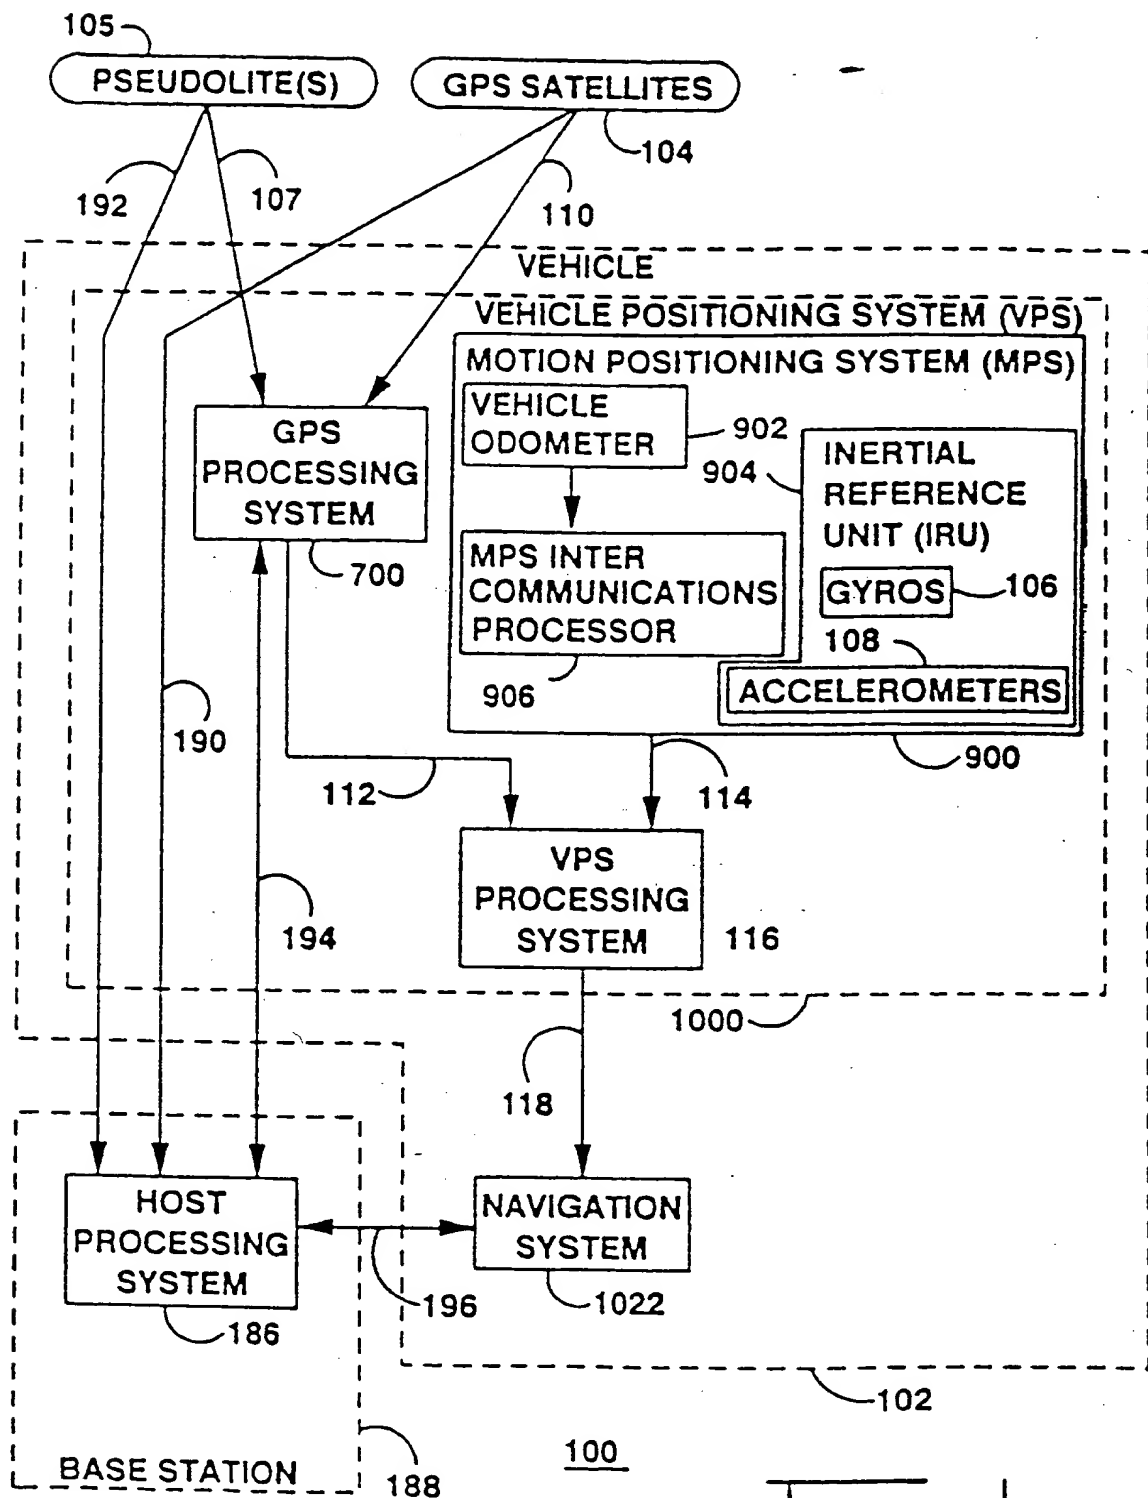 105
PSEUDOLITE(S)
GPS SATELLITES
104
192
107
110
VEHICLE
VEHICLE POSITIONING SYSTEM (VPS)
MOTION POSITIONING SYSTEM (MPS)
VEHICLE
ODOMETER
902
GPS
PROCESSING
SYSTEM
700
904
INERTIAL
REFERENCE
UNIT (IRU)
GYROS
106
MPS INTER
COMMUNICATIONS
PROCESSOR
906
108
ACCELEROMETERS
900
190
112
114
VPS
PROCESSING
SYSTEM
116
194
1000
118
HOST
PROCESSING
SYSTEM
186
NAVIGATION
SYSTEM
1022
196
102
100
BASE STATION
188